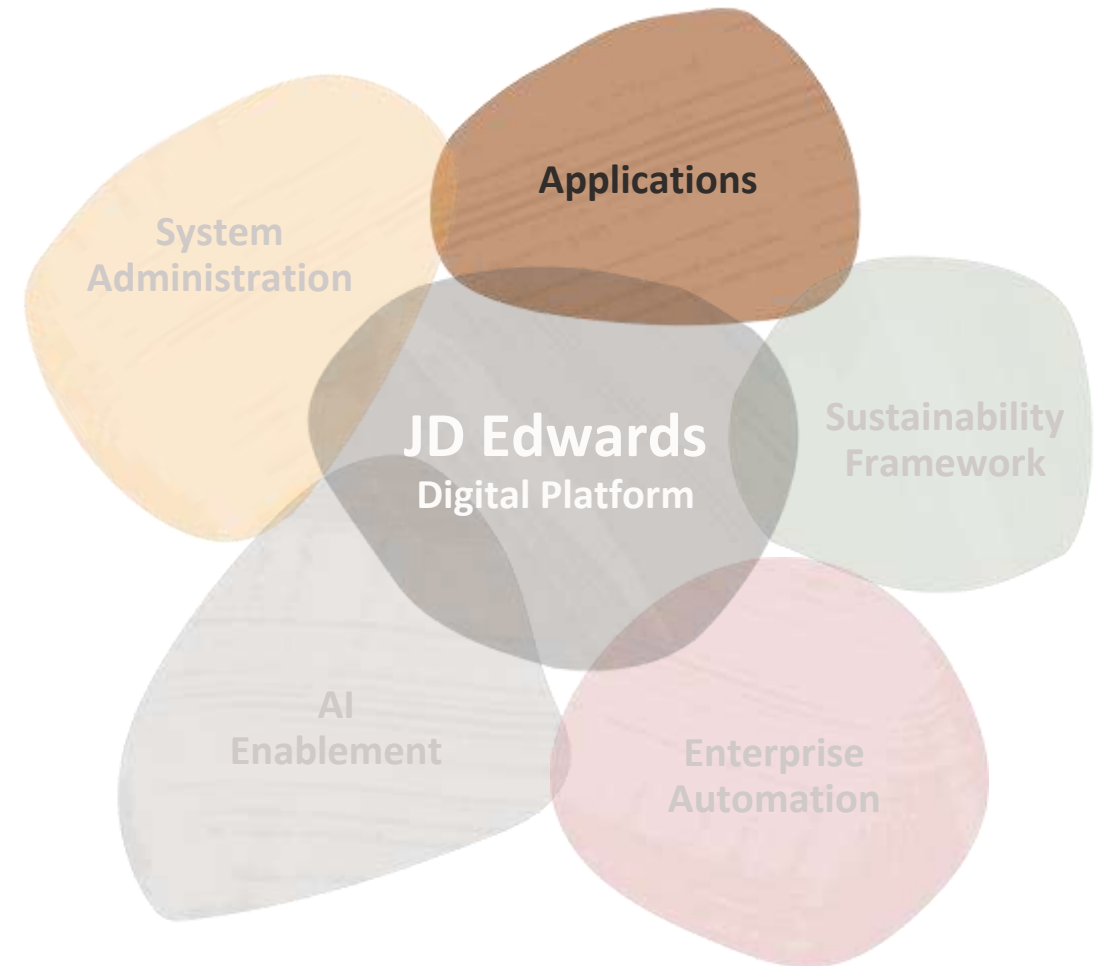 Applications
System
Administration
JD Edwards
Digital Platform
Sustainability
Framework
AI
Enablement
Enterprise
Automation